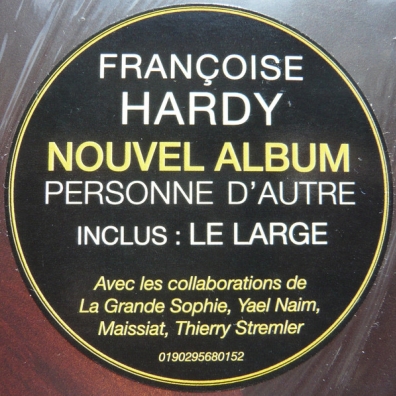 FRANÇOISE
HARDY
NOUVEL ALBUM
PERSONNE D'AUTRE
INCLUS : LE LARGE
Avec les collaborations de
La Grande Sophie, Yael Naim,
Maissiat, Thierry Stremler
0190295680152